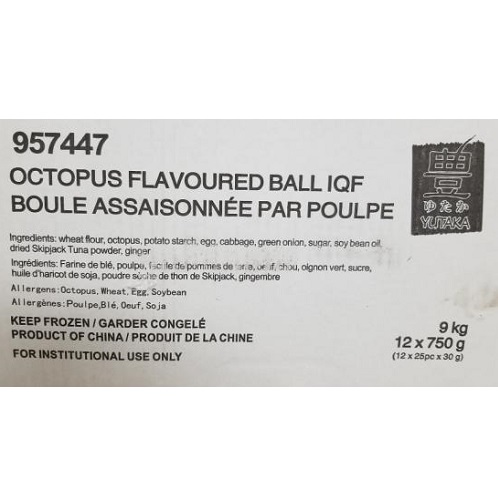 957447
OCTOPUS FLAVOURED BALL IQF
BOULE ASSAISONNÉE PAR POULPE
豊
ゆたか
YUTAKA
Ingredients: wheat flour, octopus, potato starch, egg, cabbage, green onion, sugar, soy bean oil,
dried Skipjack Tuna powder, ginger
Ingrédients: Farine de blé, poulpe, fécule de pommes de terre, oeuf, chou, oignon vert, sucre,
huile d'haricot de soja, poudre sèche de thon de Skipjack, gingembre
Allergens:Octopus, Wheat, Egg, Soybean
Allergènes:Poulpe,Blé, Oeuf, Soja
KEEP FROZEN / GARDER CONGELÉ
PRODUCT OF CHINA / PRODUIT DE LA CHINE
FOR INSTITUTIONAL USE ONLY
9 kg
12 x 750 g
(12 x 25pc x 30 g)